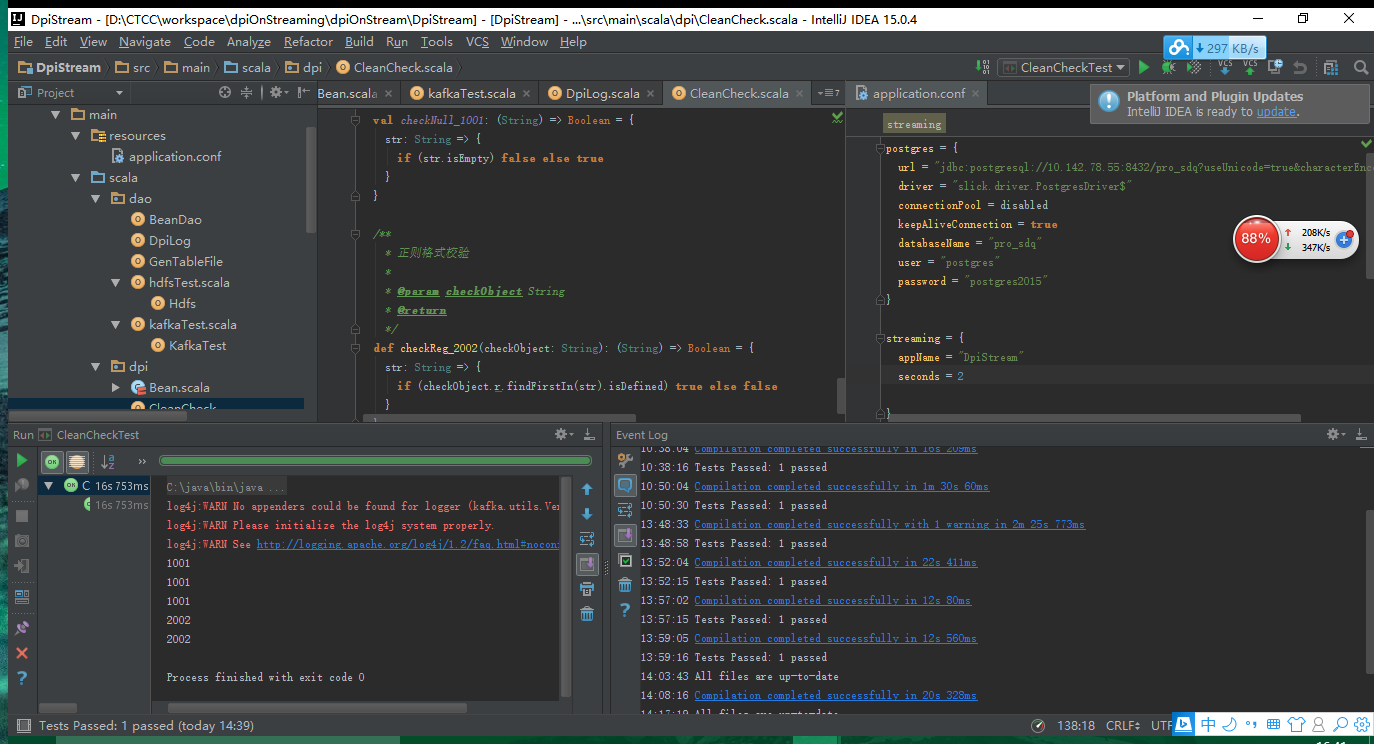 DpiStream - [D:\CTCC\workspace\dpiOnStreaming\dpiOnStream\DpiStream] - [DpiStream] - ...\src\main\scala\dpi\CleanCheck.scala - IntelliJ IDEA 15.0.4
File Edit View Navigate Code Analyze Refactor Build Run Tools VCS Window Help
297 KB/s
DpiStream src main scala dpi CleanCheck.scala
CleanCheckTest
VCS VCS
Project
Bean.scala kafkaTest.scala DpiLog.scala CleanCheck.scala
application.conf
Platform and Plugin Updates
IntelliJ IDEA is ready to update.
main
resources
application.conf
scala
dao
BeanDao
DpiLog
GenTableFile
hdfsTest.scala
Hdfs
kafkaTest.scala
KafkaTest
dpi
Bean.scala
CleanCheck
val checkNull_1001: (String) => Boolean = {
str: String => {
if (str.isEmpty) false else true
}
}
/**
* 正则格式校验
*
* @param checkObject String
* @return
*/
def checkReg_2002(checkObject: String): (String) => Boolean = {
str: String => {
if (checkObject.r.findFirstIn(str).isDefined) true else false
}
streaming
postgres = {
url = "jdbc:postgresql://10.142.78.55:8432/pro_sdq?useUnicode=true&characterEnc
driver = "slick.driver.PostgresDriver$"
connectionPool = disabled
keepAliveConnection = true
databaseName = "pro_sdq"
user = "postgres"
password = "postgres2015"
}
streaming = {
appName = "DpiStream"
seconds = 2
}
88%
208K/s
347K/s
Run CleanCheckTest
C 16s 753ms
16s 753ms
C:\java\bin\java ...
log4j:WARN No appenders could be found for logger (kafka.utils.Ver
log4j:WARN Please initialize the log4j system properly.
log4j:WARN See http://logging.apache.org/log4j/1.2/faq.html#noconf
1001
1001
1001
2002
2002
Process finished with exit code 0
Event Log
10:38:04 Compilation completed successfully in 16s 209ms
10:38:16 Tests Passed: 1 passed
10:50:04 Compilation completed successfully in 1m 30s 60ms
10:50:30 Tests Passed: 1 passed
13:48:33 Compilation completed successfully with 1 warning in 2m 25s 773ms
13:48:58 Tests Passed: 1 passed
13:52:04 Compilation completed successfully in 22s 411ms
13:52:15 Tests Passed: 1 passed
13:57:02 Compilation completed successfully in 12s 80ms
13:57:15 Tests Passed: 1 passed
13:59:05 Compilation completed successfully in 12s 560ms
13:59:16 Tests Passed: 1 passed
14:03:43 All files are up-to-date
14:08:16 Compilation completed successfully in 20s 328ms
Tests Passed: 1 passed (today 14:39)
138:18 CRLF UTF
中